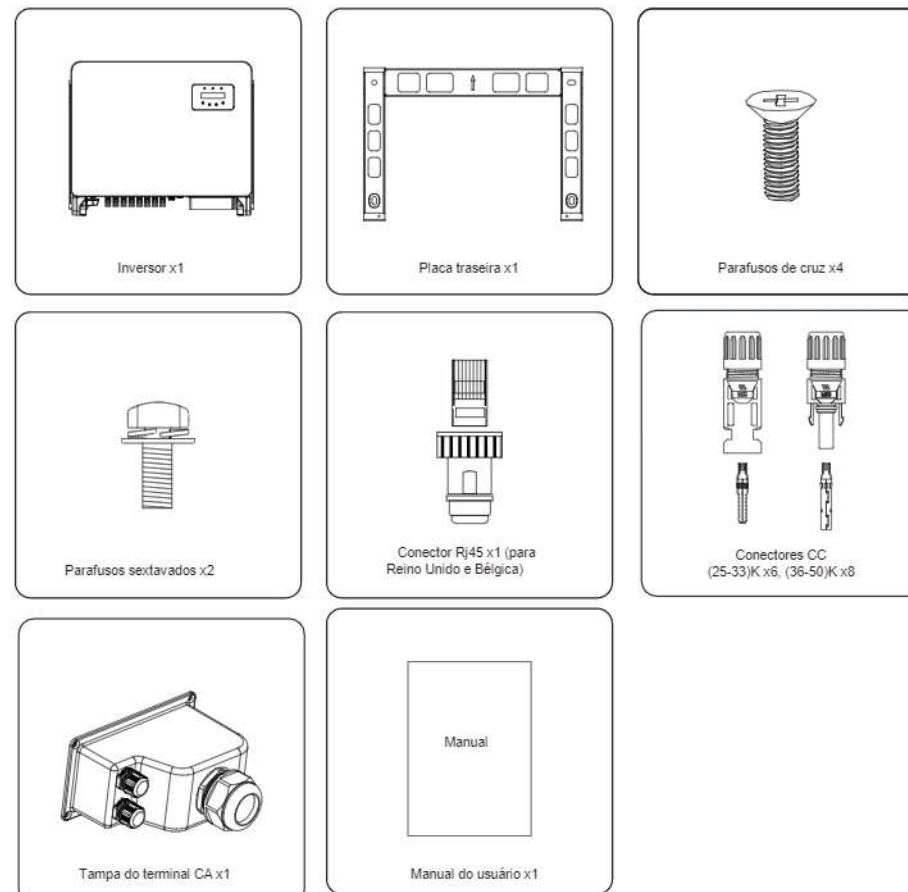 Inversor x1
Placa traseira x1
Parafusos de cruz x4
Parafusos sextavados x2
Conector Rj45 x1 (para
Reino Unido e Bélgica)
Conectores CC
(25-33)K x6, (36-50)K x8
Tampa do terminal CA x1
Manual
Manual do usuário x1